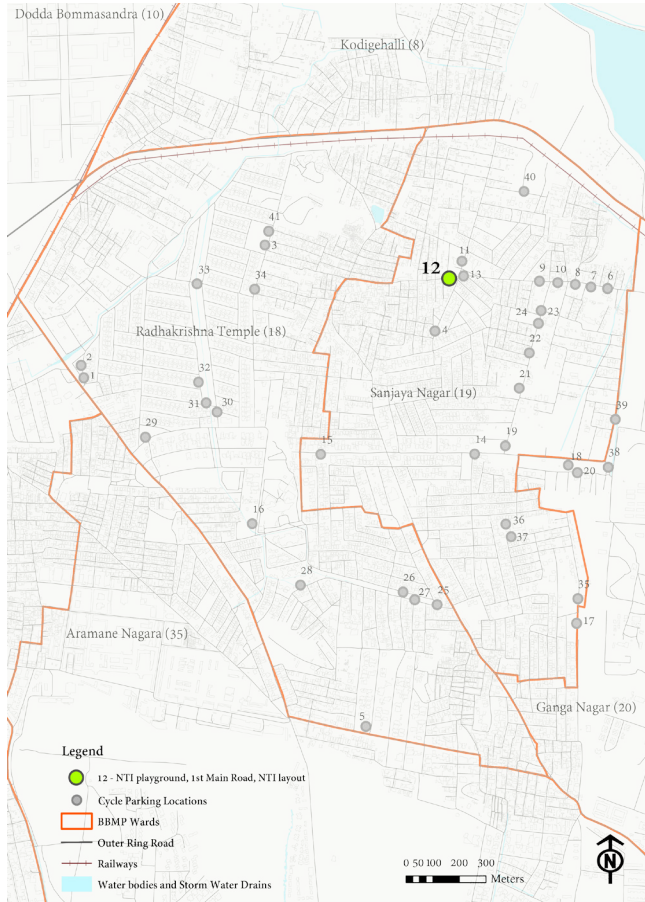 Dodda Bommasandra (10)
Kodigehalli (8)
40
41
3
11
12
13
33
34
9
10
8
7
6
24
23
4
Radhakrishna Temple (18)
22
2
1
32
21
Sanjaya Nagar (19)
31
30
39
29
19
15
14
18
38
20
16
36
37
28
26
27
25
35
17
Aramane Nagara (35)
Ganga Nagar (20)
5
Legend
12 - NTI playground, 1st Main Road, NTI layout
Cycle Parking Locations
BBMP Wards
Outer Ring Road
Railways
Water bodies and Storm Water Drains
N
0 50 100 200 300
Meters